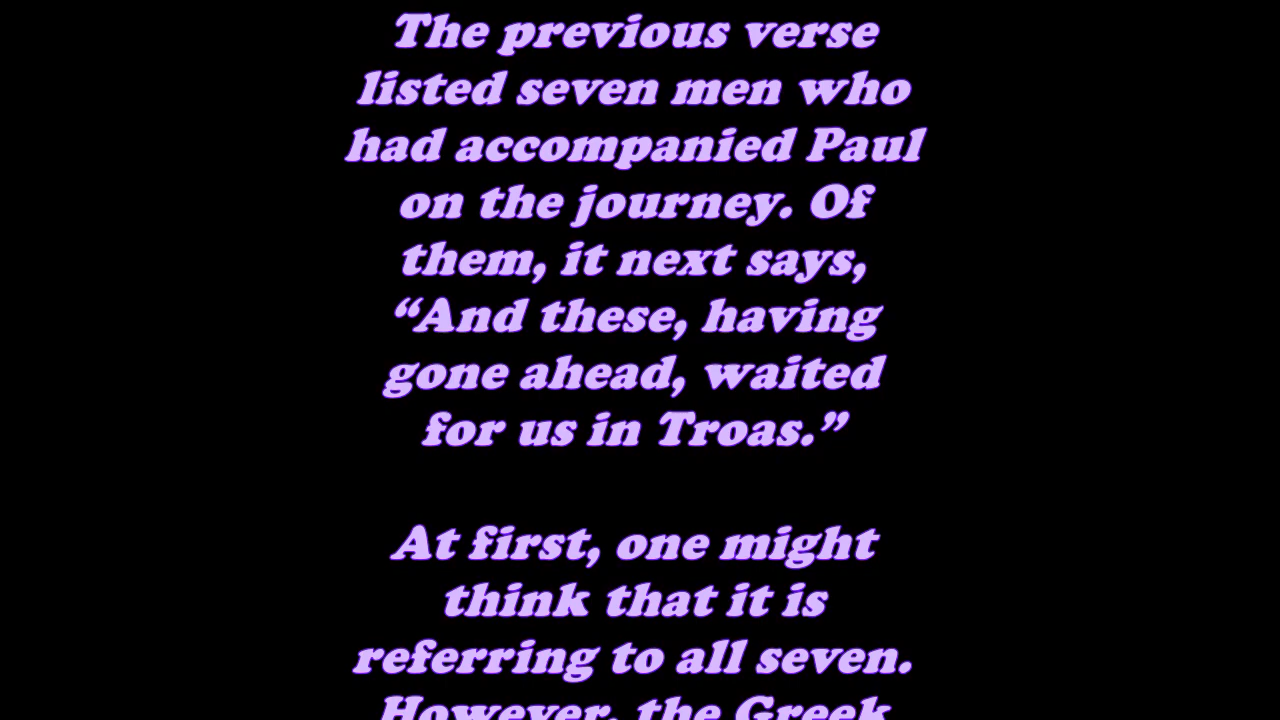 The previous verse
listed seven men who
had accompanied Paul
on the journey. Of
them, it next says,
“And these, having
gone ahead, waited
for us in Troas.”
At first, one might
think that it is
referring to all seven.
However, the Greek